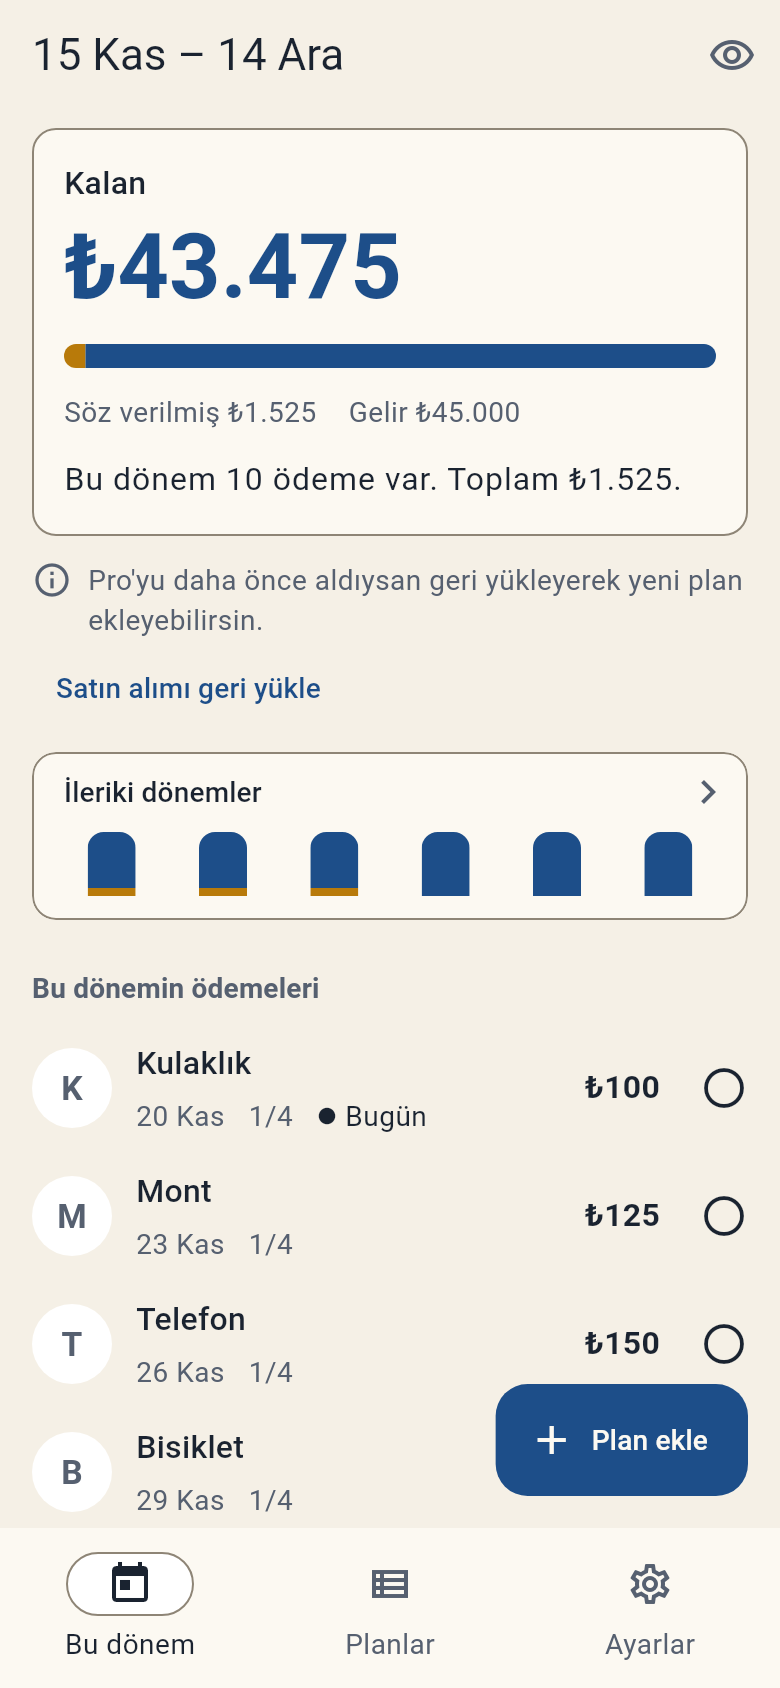 15 Kas – 14 Ara
Kalan
₺43.475
Söz verilmiş ₺1.525 Gelir ₺45.000
Bu dönem 10 ödeme var. Toplam ₺1.525.
Pro'yu daha önce aldıysan geri yükleyerek yeni plan
ekleyebilirsin.
Satın alımı geri yükle
İleriki dönemler
Bu dönemin ödemeleri
K
Kulaklık
20 Kas 1/4 Bugün
₺100
M
Mont
23 Kas 1/4
₺125
T
Telefon
26 Kas 1/4
₺150
B
Bisiklet
29 Kas 1/4
Plan ekle
Bu dönem
Planlar
Ayarlar